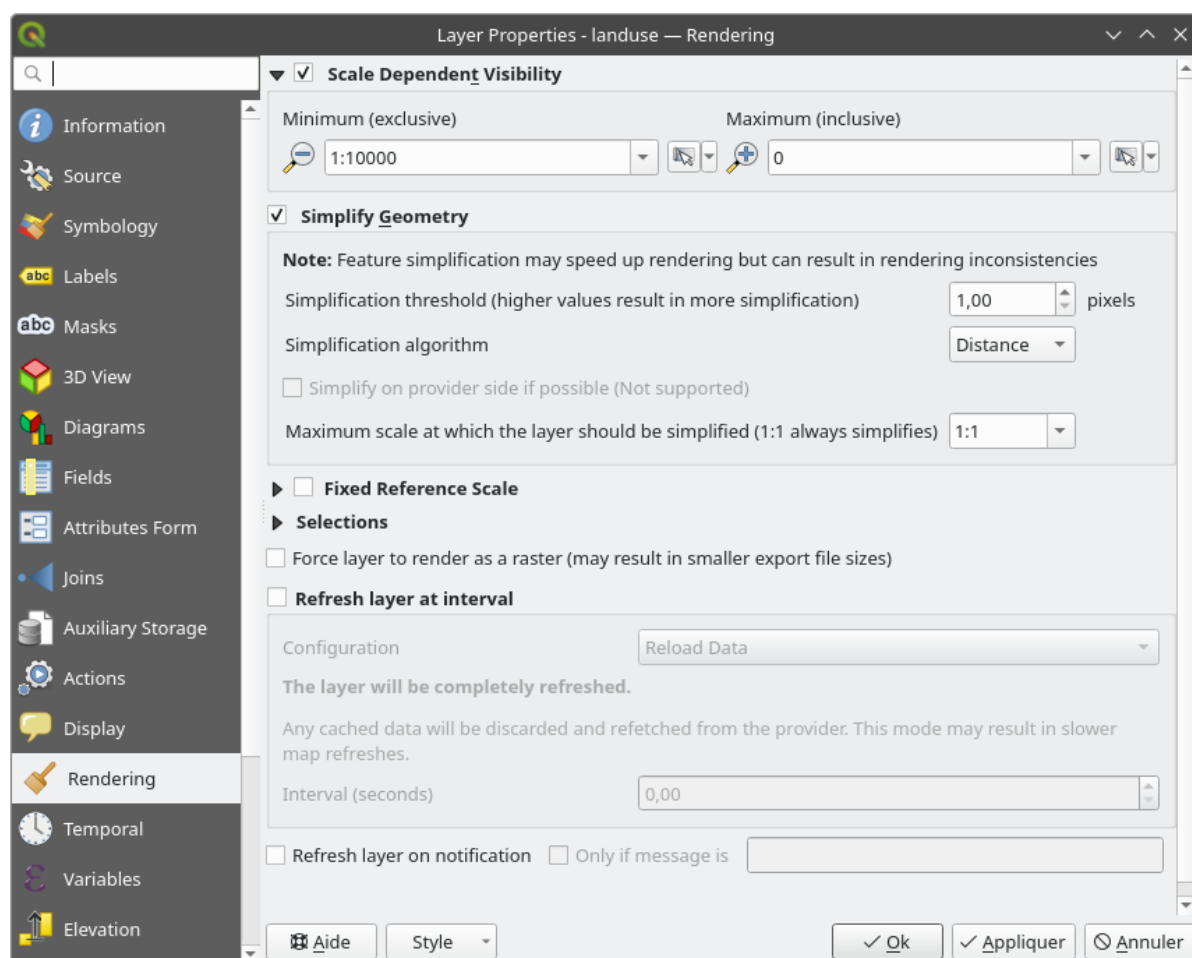 Layer Properties - landuse — Rendering
Information
Source
Symbology
abc Labels
abc Masks
3D View
Diagrams
Fields
Attributes Form
Joins
Auxiliary Storage
Actions
Display
Rendering
Temporal
Variables
Elevation
Scale Dependent Visibility
Minimum (exclusive) Maximum (inclusive)
1:10000 0
Simplify Geometry
Note: Feature simplification may speed up rendering but can result in rendering inconsistencies
Simplification threshold (higher values result in more simplification) 1,00 pixels
Simplification algorithm Distance
Simplify on provider side if possible (Not supported)
Maximum scale at which the layer should be simplified (1:1 always simplifies) 1:1
Fixed Reference Scale
Selections
Force layer to render as a raster (may result in smaller export file sizes)
Refresh layer at interval
Configuration Reload Data
The layer will be completely refreshed.
Any cached data will be discarded and refetched from the provider. This mode may result in slower
map refreshes.
Interval (seconds) 0,00
Refresh layer on notification Only if message is
Aide Style Ok Appliquer Annuler